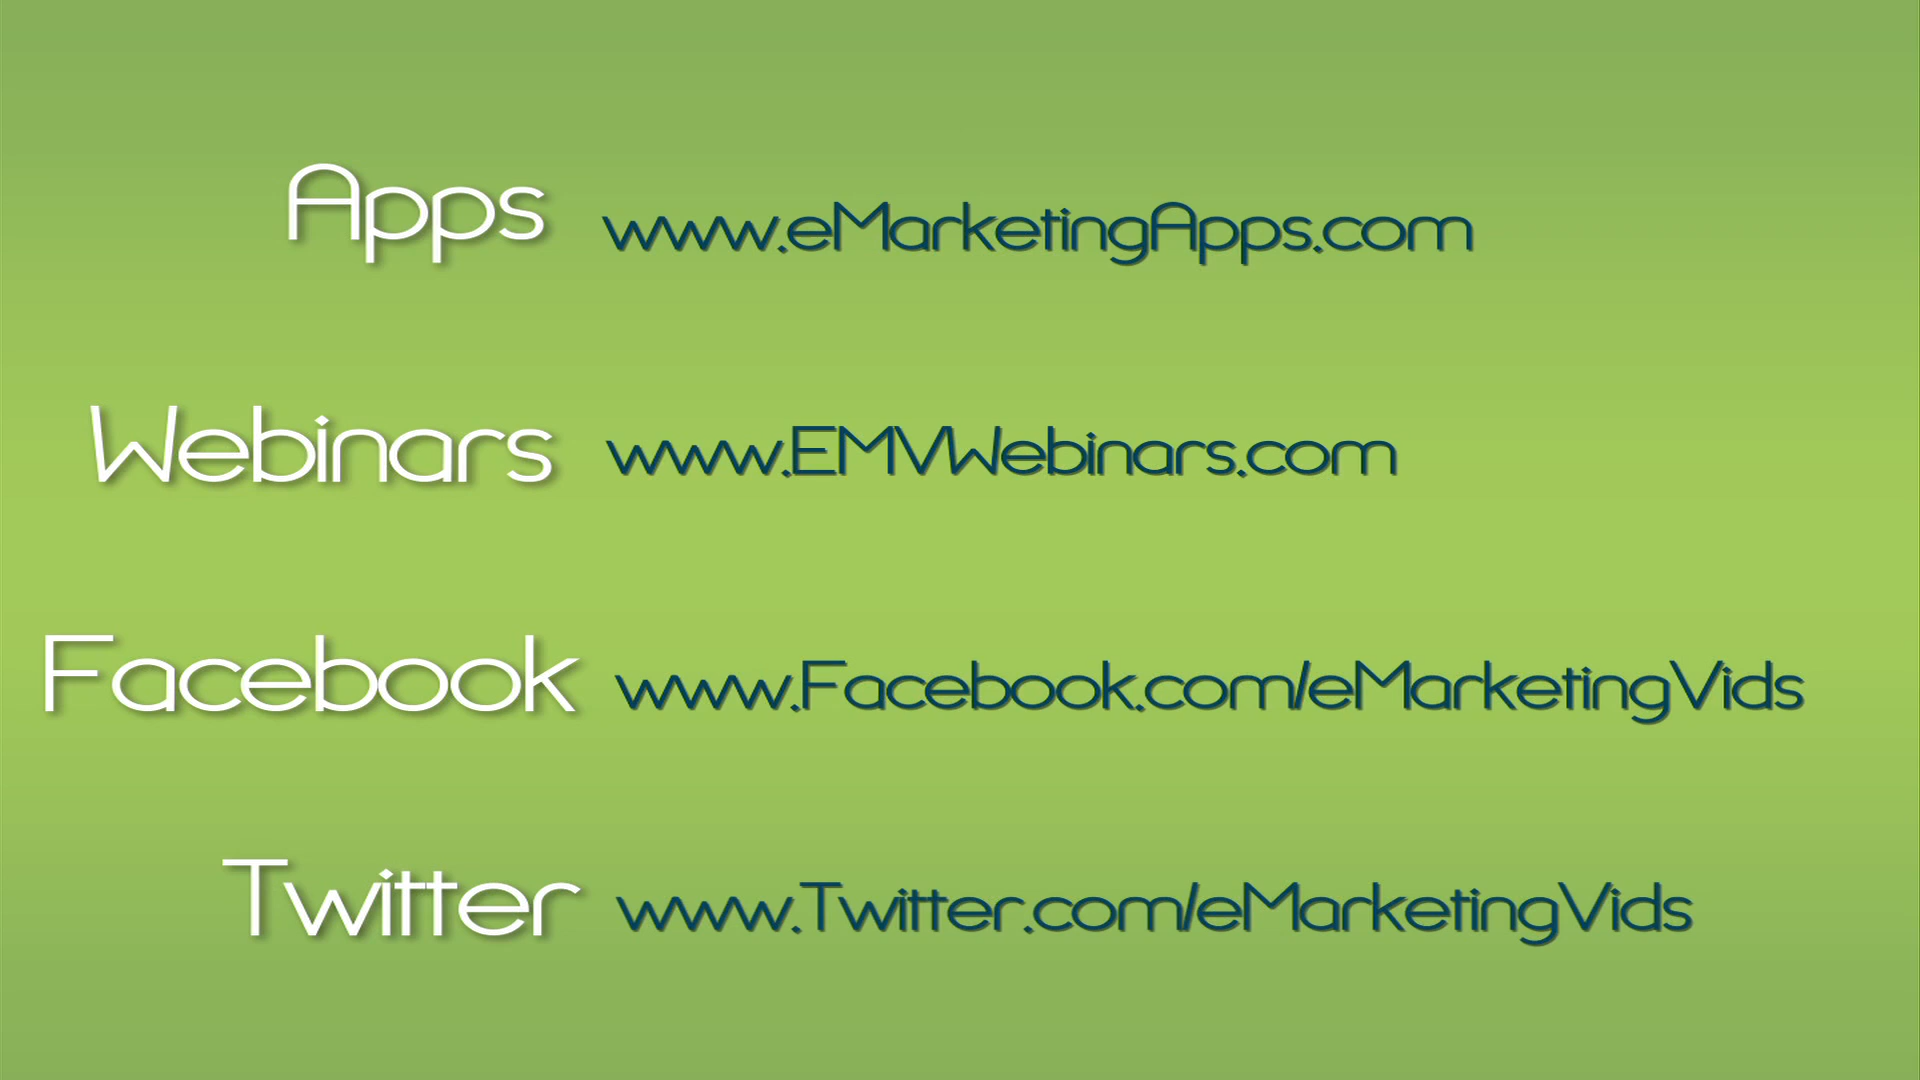 Apps www.eMarketingApps.com
Webinars www.EMVWebinars.com
Facebook www.Facebook.com/eMarketingVids
Twitter www.Twitter.com/eMarketingVids